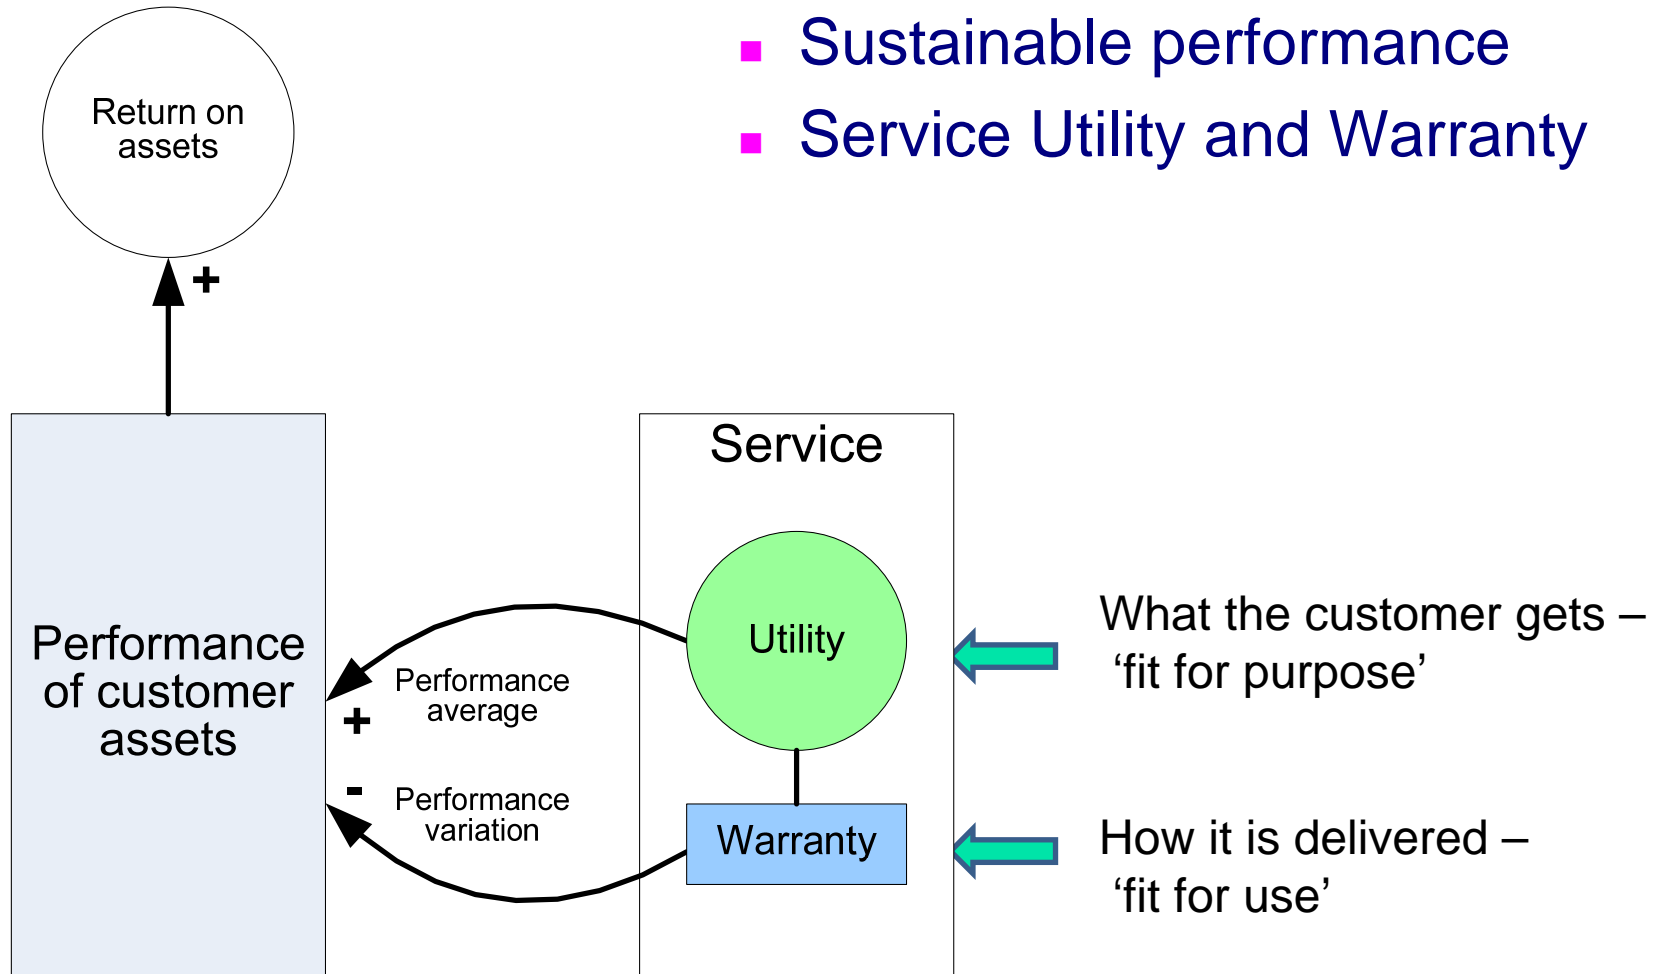 Sustainable performance
Service Utility and Warranty
Return on
assets
+
Service
Performance
of customer
assets
Utility
Performance
average
+
-
Performance
variation
Warranty
What the customer gets –
‘fit for purpose’
How it is delivered –
‘fit for use’